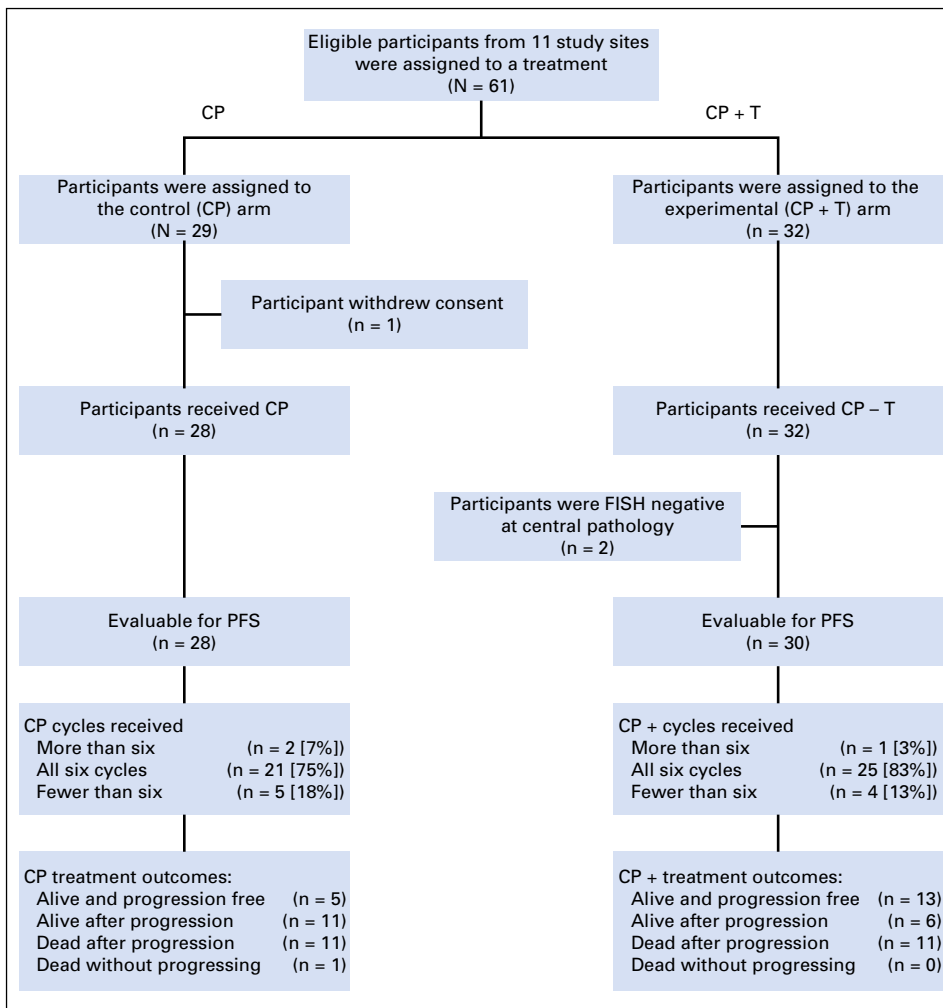 Eligible participants from 11 study sites
were assigned to a treatment
(N = 61)
CP
CP + T
Participants were assigned to
the control (CP) arm
(N = 29)
Participants were assigned to the
experimental (CP + T) arm
(n = 32)
Participant withdrew consent
(n = 1)
Participants received CP
(n = 28)
Participants received CP – T
(n = 32)
Participants were FISH negative
at central pathology
(n = 2)
Evaluable for PFS
(n = 28)
Evaluable for PFS
(n = 30)
CP cycles received
More than six (n = 2 [7%])
All six cycles (n = 21 [75%])
Fewer than six (n = 5 [18%])
CP + cycles received
More than six (n = 1 [3%])
All six cycles (n = 25 [83%])
Fewer than six (n = 4 [13%])
CP treatment outcomes:
Alive and progression free (n = 5)
Alive after progression (n = 11)
Dead after progression (n = 11)
Dead without progressing (n = 1)
CP + treatment outcomes:
Alive and progression free (n = 13)
Alive after progression (n = 6)
Dead after progression (n = 11)
Dead without progressing (n = 0)